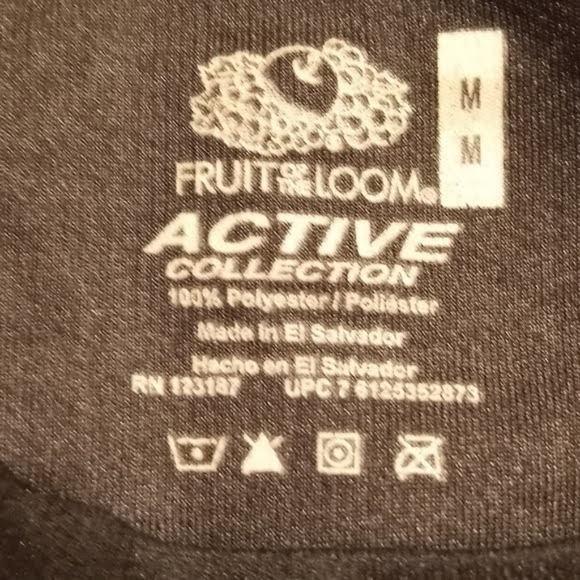 M
M
FRUIT OF THE LOOM®
ACTIVE
COLLECTION
100% Polyester / Poliéster
Made in El Salvador
Hecho en El Salvador
RN 123187 UPC 7 6125352873